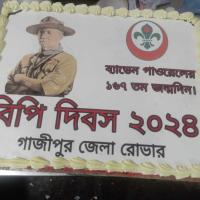 ব্যাডেন পাওয়েলের
১৬৭ তম জন্মদিন।
বিপি দিবস ২০২৪
গাজীপুর জেলা রোভার